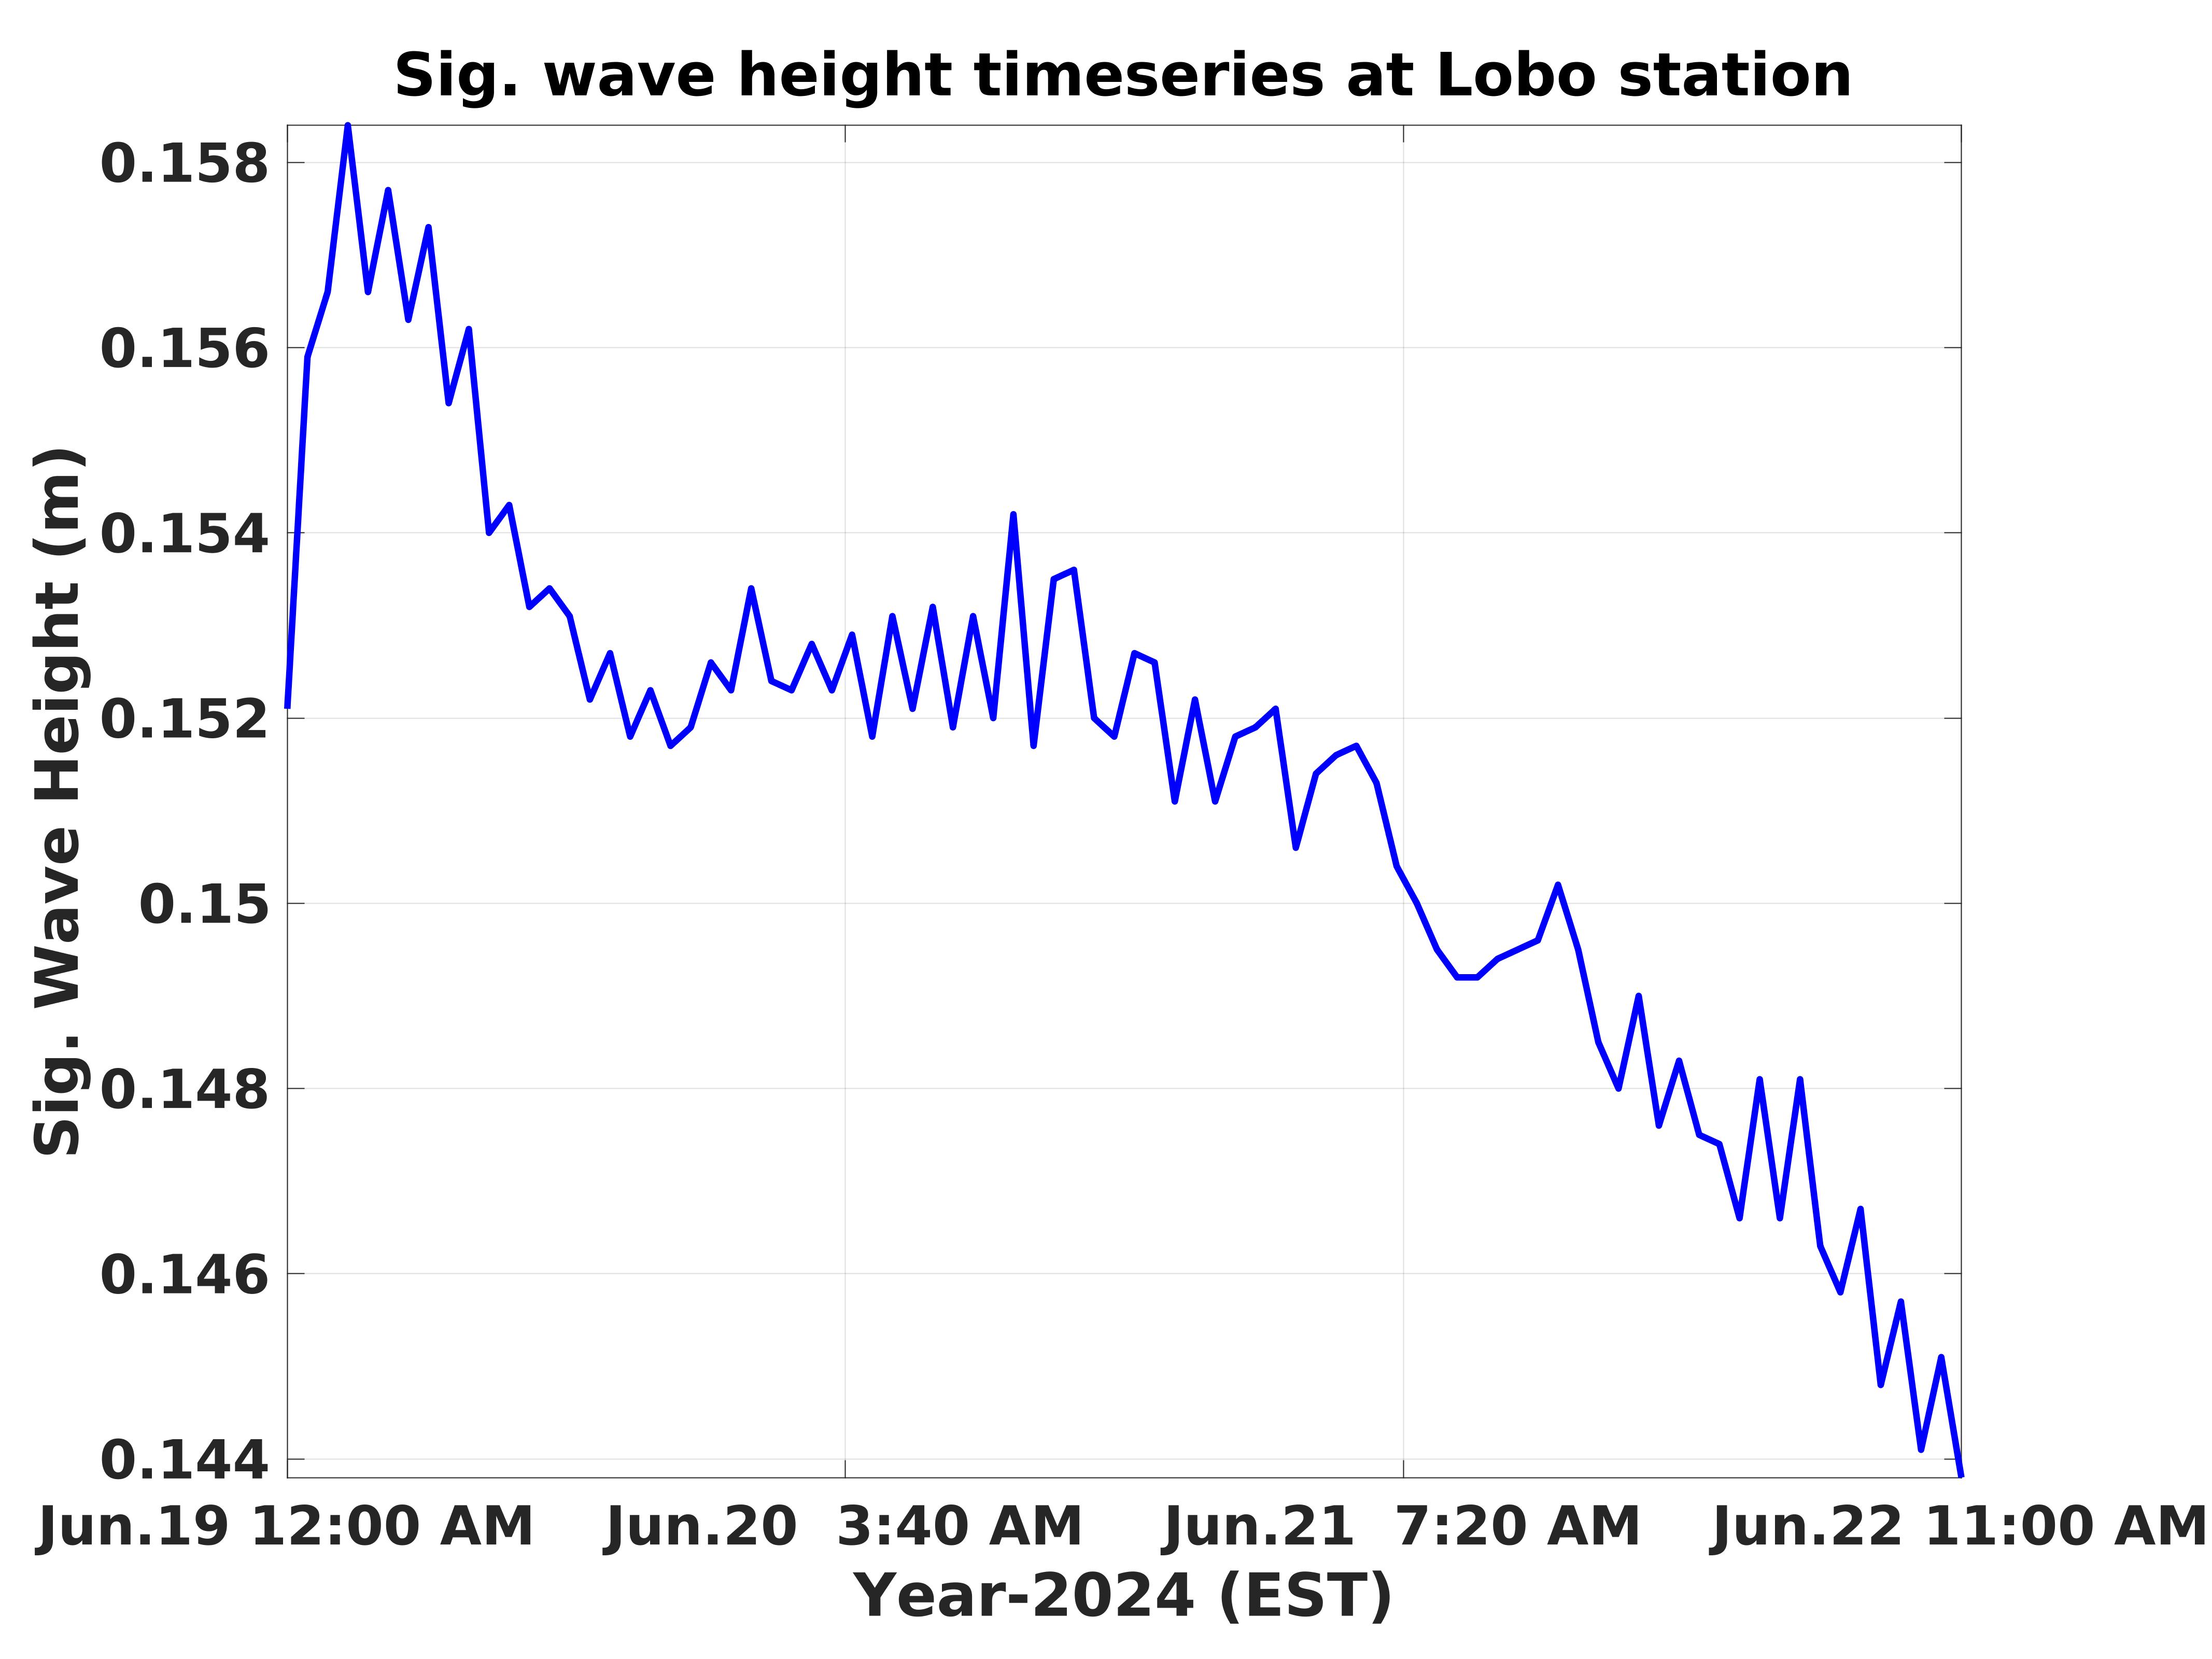 Sig. wave height timeseries at Lobo station
Sig. Wave Height (m)
0.158
0.156
0.154
0.152
0.15
0.148
0.146
0.144
Jun.19 12:00 AM Jun.20 3:40 AM Jun.21 7:20 AM Jun.22 11:00 AM
Year-2024 (EST)